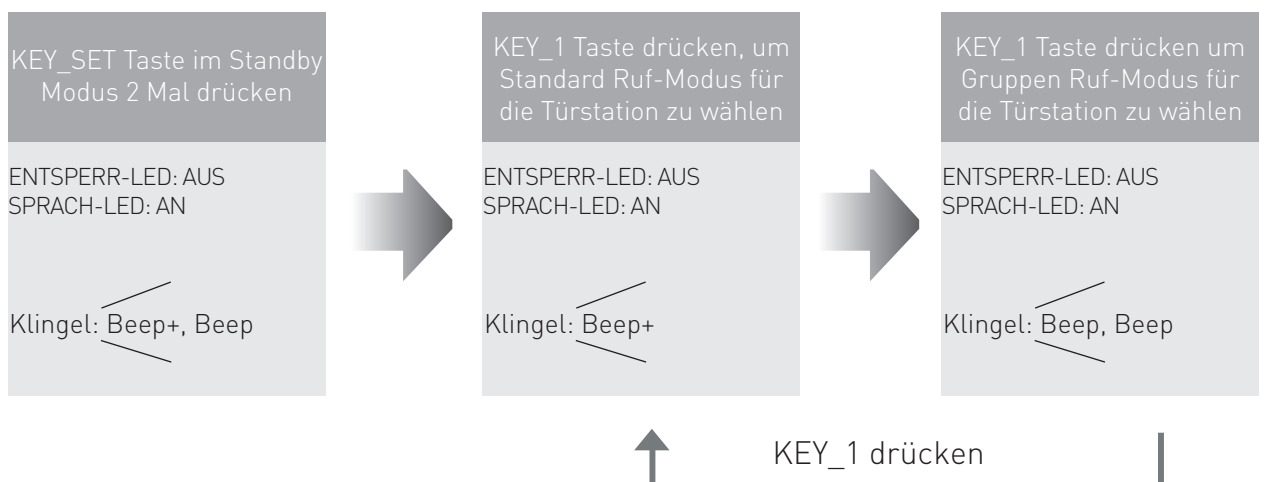 KEY_SET Taste im Standby
Modus 2 Mal drücken
ENTSPERR-LED: AUS
SPRACH-LED: AN
Klingel: Beep+, Beep
KEY_1 Taste drücken, um
Standard Ruf-Modus für
die Türstation zu wählen
ENTSPERR-LED: AUS
SPRACH-LED: AN
Klingel: Beep+
KEY_1 Taste drücken um
Gruppen Ruf-Modus für
die Türstation zu wählen
ENTSPERR-LED: AUS
SPRACH-LED: AN
Klingel: Beep, Beep
KEY_1 drücken